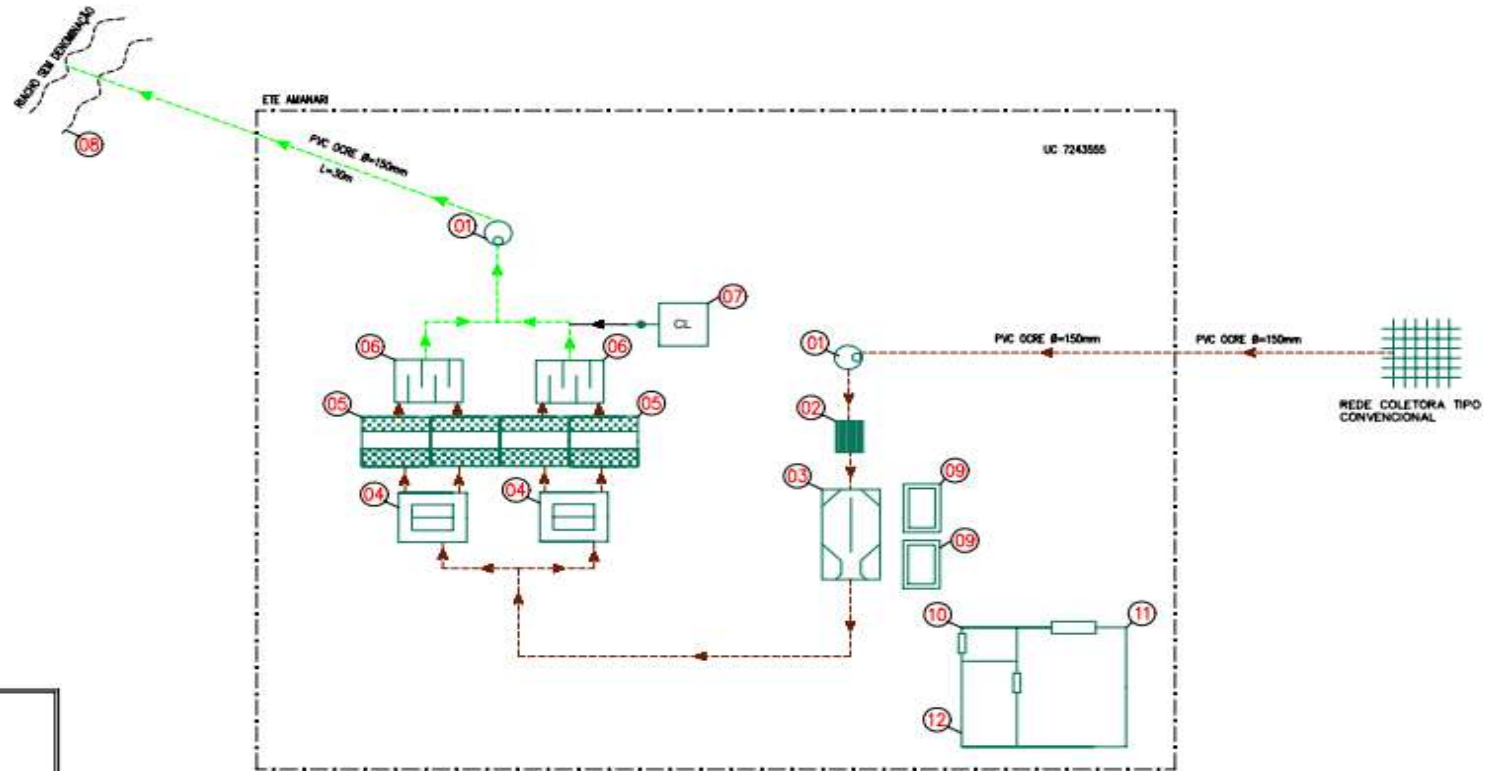 RIACHO SEM DENOMINAÇÃO
08
ETE AMANARI
PVC OCRE Ø=150mm
L=30m
UC 7243555
01
07
CL
06
06
01
PVC OCRE Ø=150mm
PVC OCRE Ø=150mm
REDE COLETORA TIPO
CONVENCIONAL
05
05
02
04
04
03
09
09
10
11
12